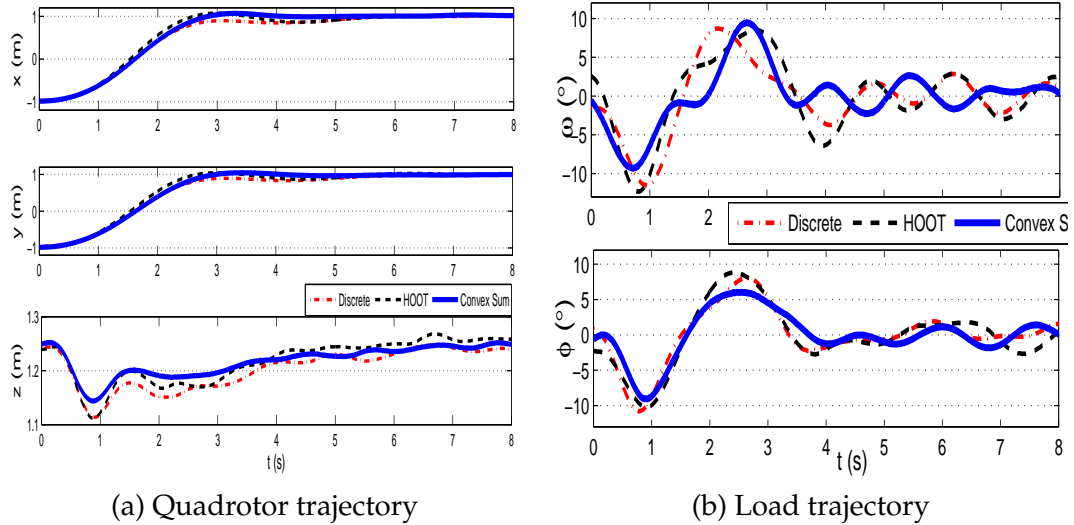 1
0
−1
x (m)
0 1 2 3 4 5 6 7 8
1
0
−1
y (m)
0 1 2 3 4 5 6 7 8
Discrete HOOT Convex Sum
1.3
1.2
1.1
z (m)
0 1 2 3 4 5 6 7 8
t (s)
(a) Quadrotor trajectory
10
5
0
−5
−10
(°)
0 1 2
Discrete HOOT Convex S
10
5
0
−5
−10
ϕ (°)
0 1 2 3 4 5 6 7 8
t (s)
(b) Load trajectory